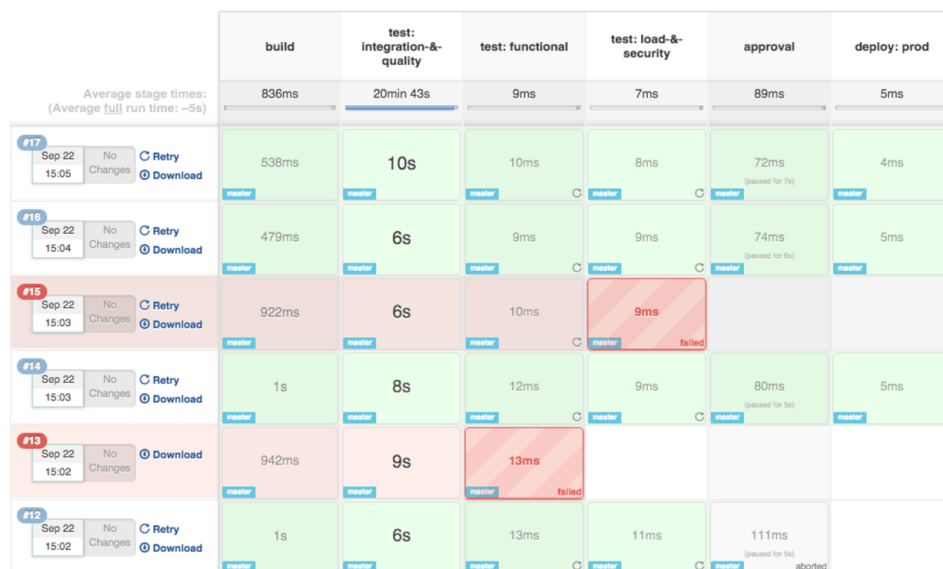 build
test:
integration-&-
quality
test: functional
test: load-&-
security
approval
deploy: prod
Average stage times:
(Average full run time: ~5s)
836ms
20min 43s
9ms
7ms
89ms
5ms
#17
Sep 22
15:05
No
Changes
Retry
Download
538ms
master
10s
master
10ms
master
8ms
master
72ms
(paused for 7s)
master
4ms
master
#16
Sep 22
15:04
No
Changes
Retry
Download
479ms
master
6s
master
9ms
master
9ms
master
74ms
(paused for 6s)
master
5ms
master
#15
Sep 22
15:03
No
Changes
Retry
Download
922ms
master
6s
master
10ms
master
9ms
master
failed
#14
Sep 22
15:03
No
Changes
Retry
Download
1s
master
8s
master
12ms
master
9ms
master
80ms
(paused for 5s)
master
5ms
master
#13
Sep 22
15:02
No
Changes
Download
942ms
master
9s
master
13ms
master
failed
#12
Sep 22
15:02
No
Changes
Retry
Download
1s
master
6s
master
13ms
master
11ms
master
111ms
(paused for 5s)
master
aborted